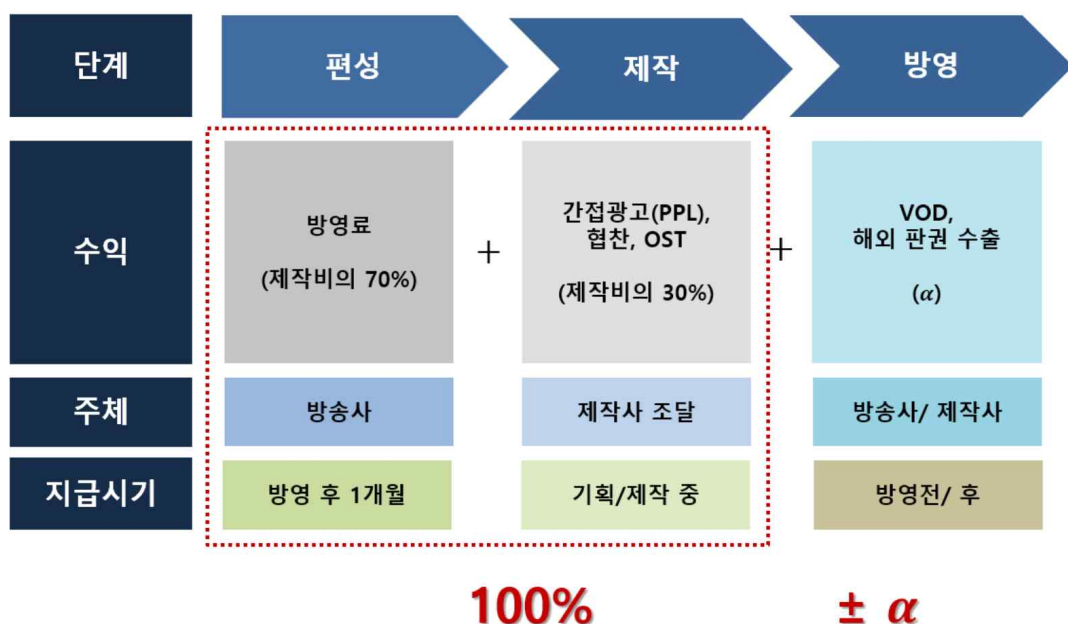 단계
편성
제작
방영
수익
방영료
(제작비의 70%)
+
간접광고(PPL),
협찬, OST
(제작비의 30%)
+
VOD,
해외 판권 수출
(α)
주체
방송사
제작사 조달
방송사/ 제작사
지급시기
방영 후 1개월
기획/제작 중
방영전/ 후
100%
± α